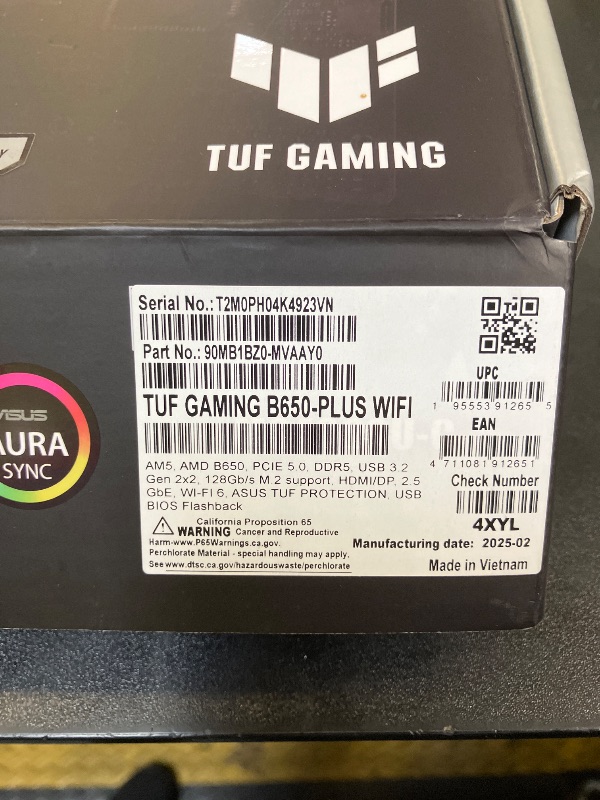 TUF GAMING
Serial No.: T2M0PH04K4923VN
Part No.: 90MB1BZ0-MVAAY0
UPC
TUF GAMING B650-PLUS WIFI
1 95553 91265 5
EAN
ASUS
AURA
SYNC
4 711081 912651
AM5, AMD B650, PCIE 5.0, DDR5, USB 3.2
Gen 2x2, 128Gb/s M.2 support, HDMI/DP, 2.5
GbE, WI-FI 6, ASUS TUF PROTECTION, USB
BIOS Flashback
Check Number
4XYL
California Proposition 65
WARNING Cancer and Reproductive
Harm-www.P65Warnings.ca.gov.
Perchlorate Material - special handling may apply.
See www.dtsc.ca.gov/hazardouswaste/perchlorate
Manufacturing date: 2025-02
Made in Vietnam